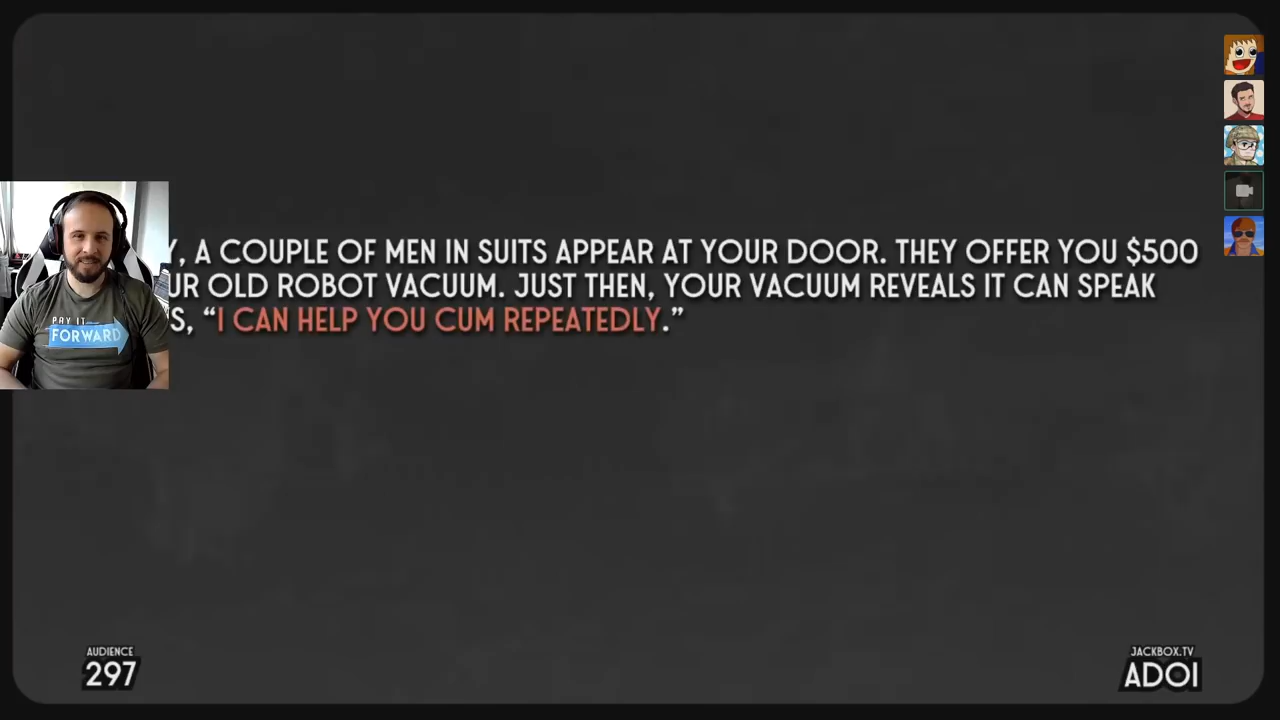 PAY IT
FORWARD
, A COUPLE OF MEN IN SUITS APPEAR AT YOUR DOOR. THEY OFFER YOU $500
OLD ROBOT VACUUM. JUST THEN, YOUR VACUUM REVEALS IT CAN SPEAK
“I CAN HELP YOU CUM REPEATEDLY.”
AUDIENCE
297
JACKBOX.TV
ADOI